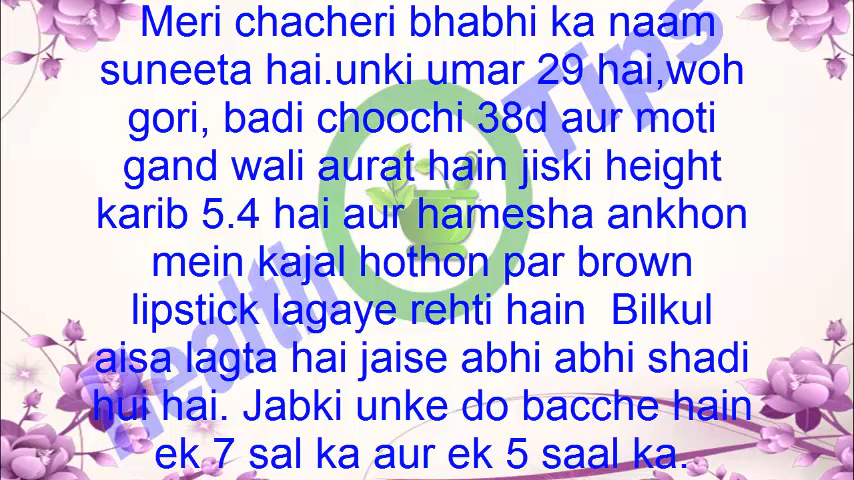 Meri chacheri bhabhi ka naam
suneeta hai.unki umar 29 hai,woh
gori, badi choochi 38d aur moti
gand wali aurat hain jiski height
karib 5.4 hai aur hamesha ankhon
mein kajal hothon par brown
lipstick lagaye rehti hain  Bilkul
aisa lagta hai jaise abhi abhi shadi
hui hai. Jabki unke do bacche hain
ek 7 sal ka aur ek 5 saal ka.
Health Tips